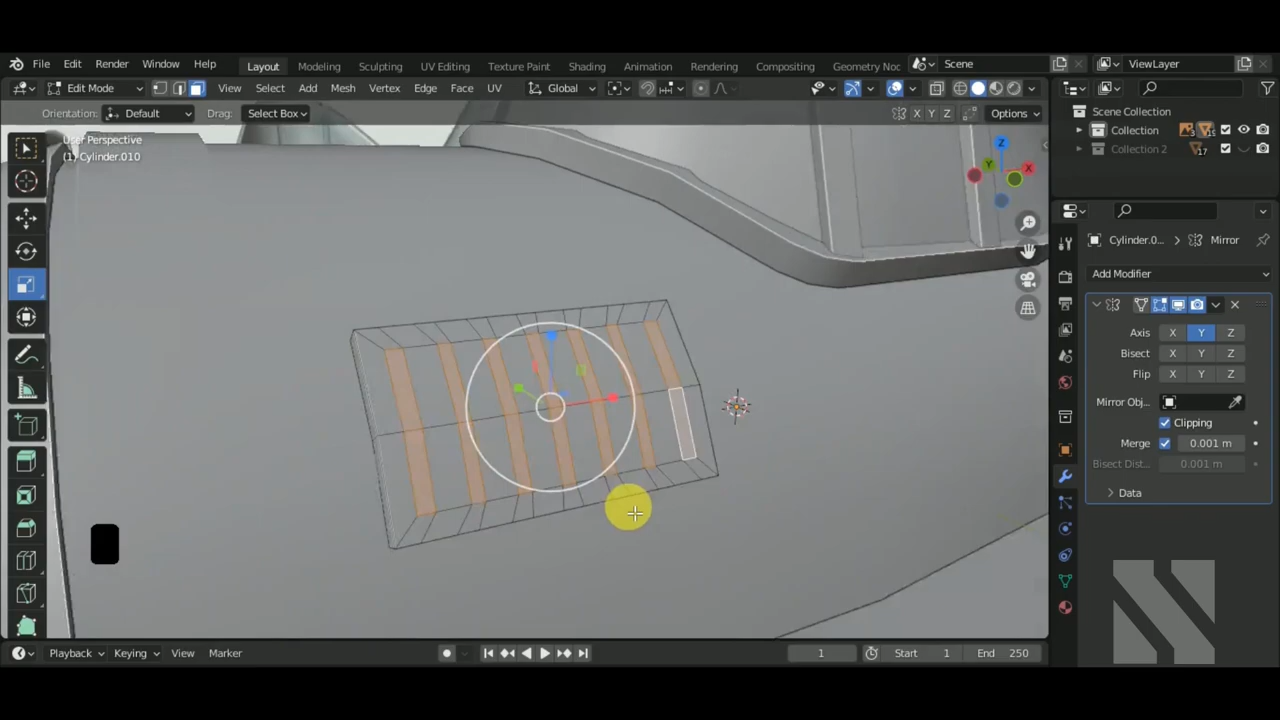 File Edit Render Window Help Layout Modeling Sculpting UV Editing Texture Paint Shading Animation Rendering Compositing Geometry Noc Scene ViewLayer
Edit Mode View Select Add Mesh Vertex Edge Face UV Global
Orientation: Default Drag: Select Box X Y Z Options
User Perspective
(1) Cylinder.010
Z
Y
X
Scene Collection
Collection
Collection 2 17
Cylinder.0... Mirror
Add Modifier
Axis X Y Z
Bisect X Y Z
Flip X Y Z
Mirror Obj...
Clipping
Merge 0.001 m
Bisect Dist... 0.001 m
Data
Playback Keying View Marker 1 Start 1 End 250